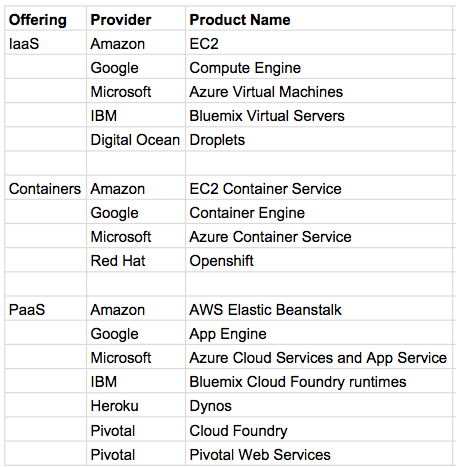 Offering Provider Product Name
IaaS Amazon EC2
Google Compute Engine
Microsoft Azure Virtual Machines
IBM Bluemix Virtual Servers
Digital Ocean Droplets
Containers Amazon EC2 Container Service
Google Container Engine
Microsoft Azure Container Service
Red Hat Openshift
PaaS Amazon AWS Elastic Beanstalk
Google App Engine
Microsoft Azure Cloud Services and App Service
IBM Bluemix Cloud Foundry runtimes
Heroku Dynos
Pivotal Cloud Foundry
Pivotal Pivotal Web Services